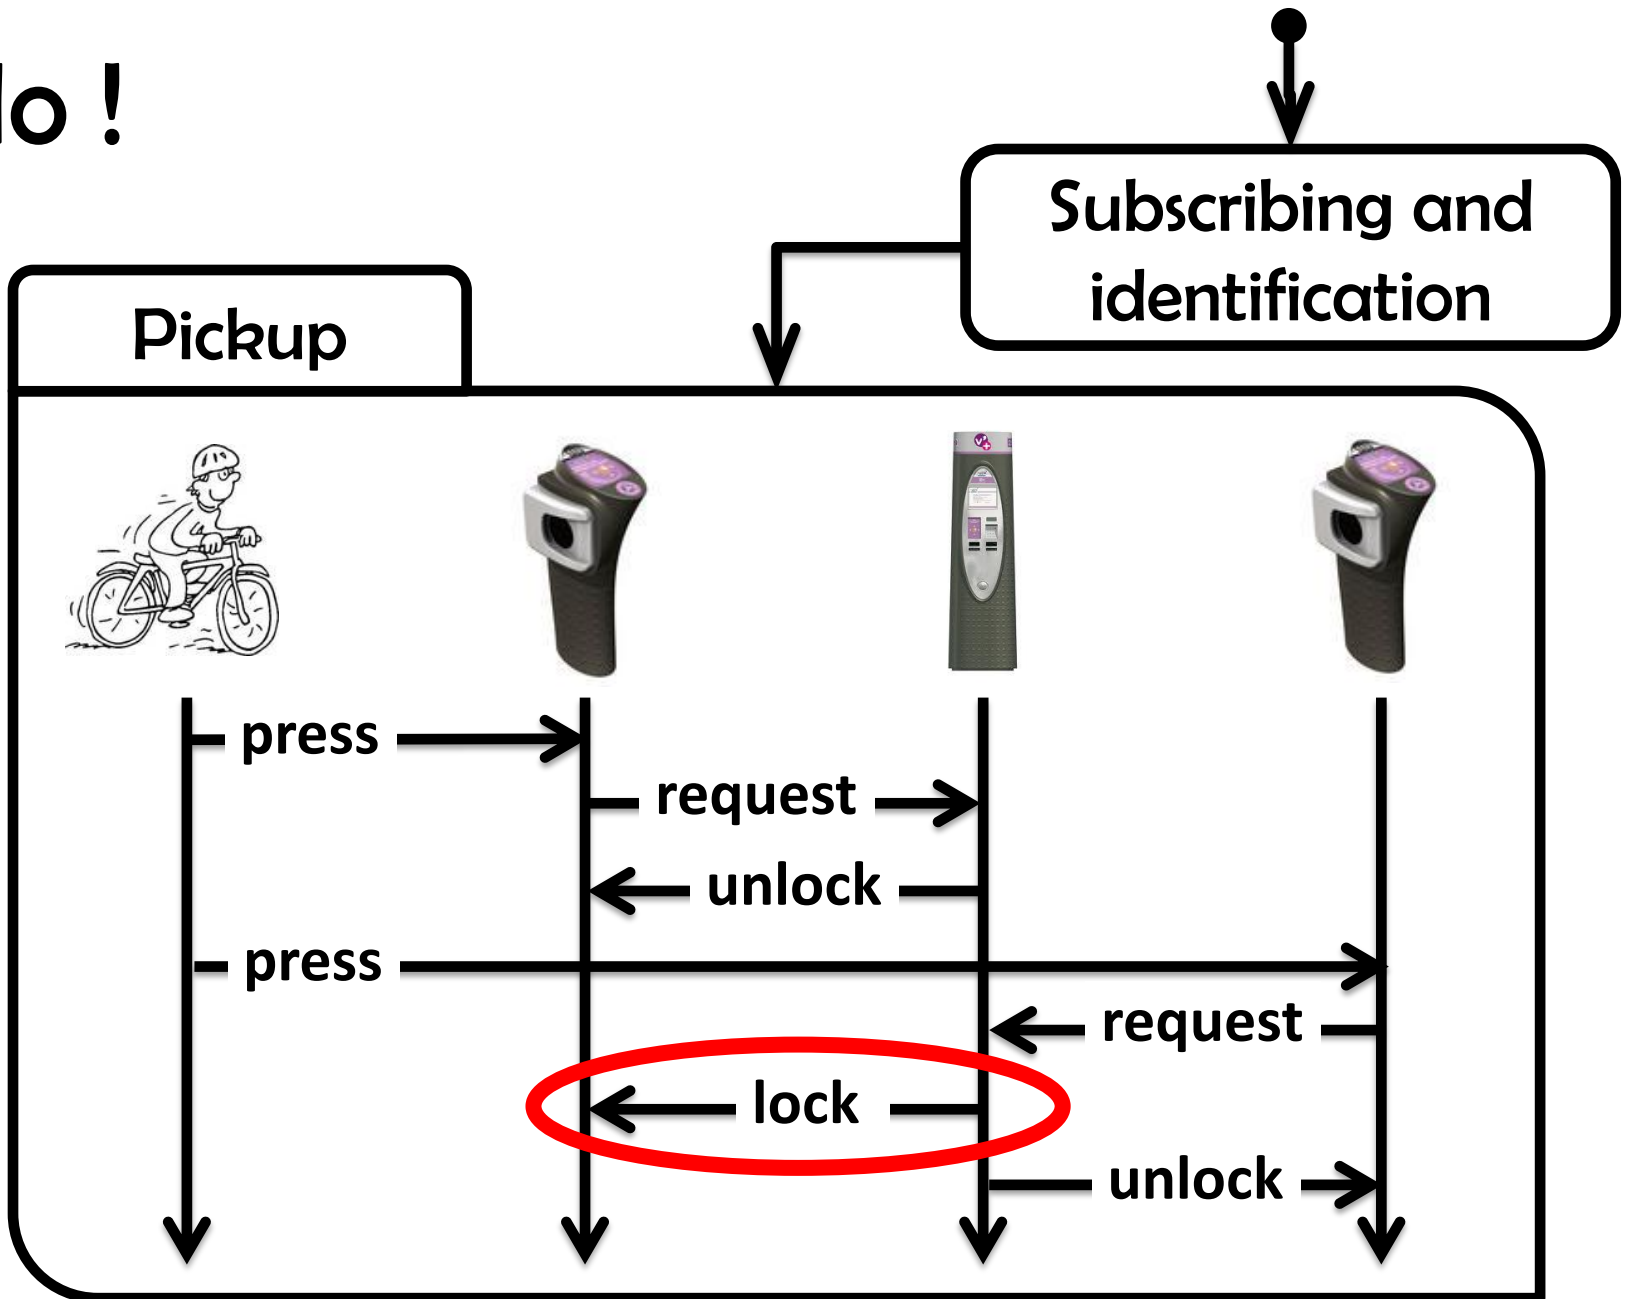 lo !
Subscribing and
identification
Pickup
press
request
unlock
press
request
lock
unlock